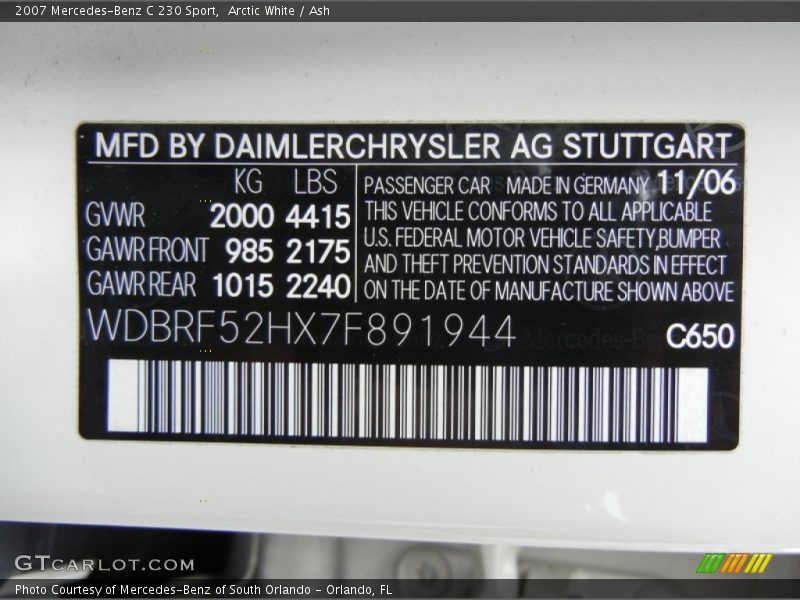 2007 Mercedes-Benz C 230 Sport, Arctic White / Ash
MFD BY DAIMLERCHRYSLER AG STUTTGART
KG LBS
GVWR 2000 4415
GAWR FRONT 985 2175
GAWR REAR 1015 2240
PASSENGER CAR MADE IN GERMANY 11/06
THIS VEHICLE CONFORMS TO ALL APPLICABLE
U.S. FEDERAL MOTOR VEHICLE SAFETY,BUMPER
AND THEFT PREVENTION STANDARDS IN EFFECT
ON THE DATE OF MANUFACTURE SHOWN ABOVE
WDBRF52HX7F891944
Mercedes-Benz
C650
GTCARLOT.COM
Photo Courtesy of Mercedes-Benz of South Orlando - Orlando, FL